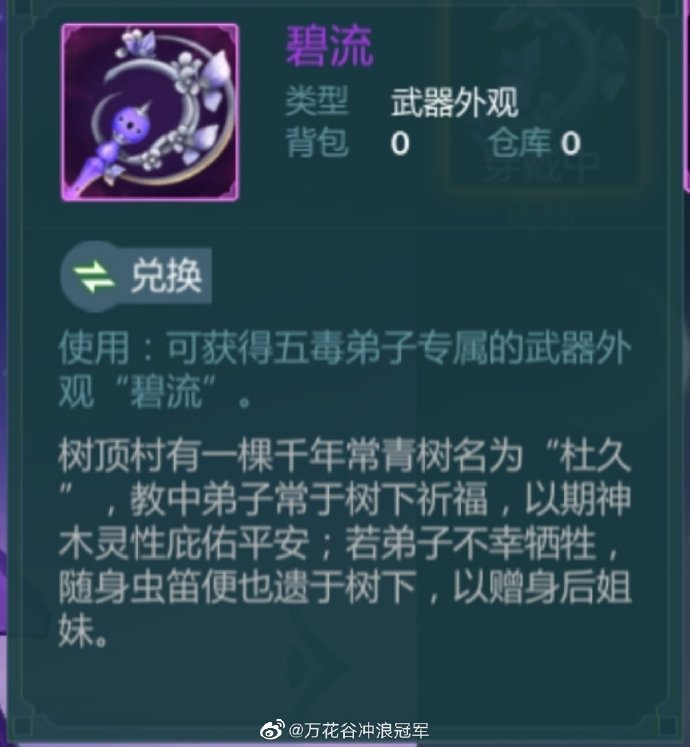 碧流
类型 武器外观
背包 0 仓库 0
穿戴中
兑换
使用：可获得五毒弟子专属的武器外
观“碧流”。
树顶村有一棵千年常青树名为“杜久
”，教中弟子常于树下祈福，以期神
木灵性庇佑平安；若弟子不幸牺牲，
随身虫笛便也遗于树下，以赠身后姐
妹。
@万花谷冲浪冠军